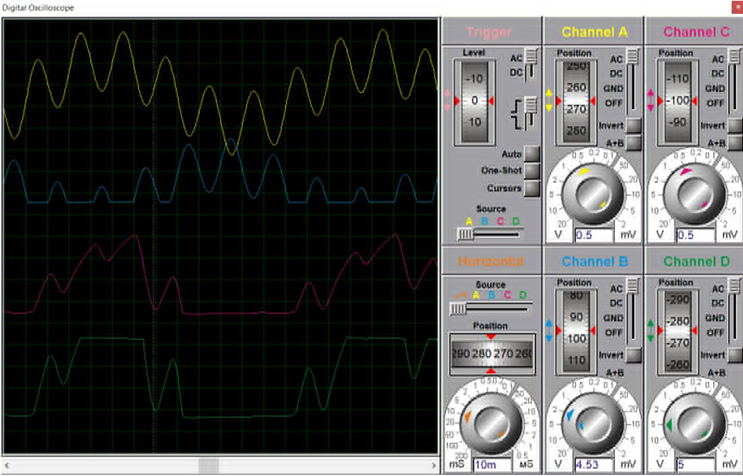 Digital Oscilloscope
Trigger
Level
AC
DC
-10
0
10
Auto
One-Shot
Cursors
Source
A B C D
Channel A
Position
AC
DC
GND
OFF
Invert
A+B
250
260
270
280
V 0.5 mV
Channel C
Position
AC
DC
GND
OFF
Invert
A+B
-110
-100
-90
V 0.5 mV
Horizontal
Source
A B C D
Position
290 280 270 260
mS 10m
Channel B
Position
AC
DC
GND
OFF
Invert
A+B
80
90
100
110
V 4.53 mV
Channel D
Position
AC
DC
GND
OFF
Invert
-290
-280
-270
-260
V 5 mV